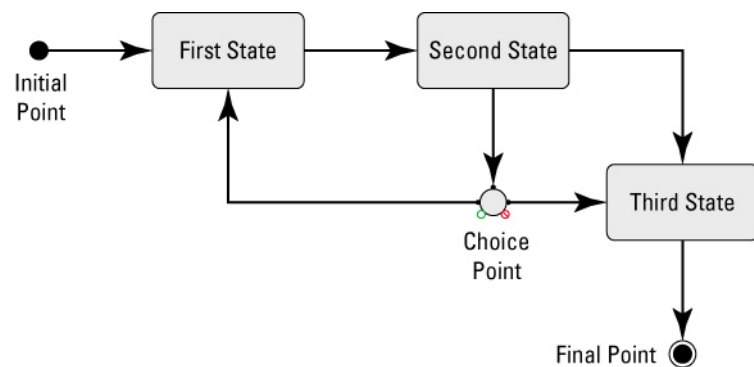 First State
Second State
Initial
Point
Third State
Choice
Point
Final Point